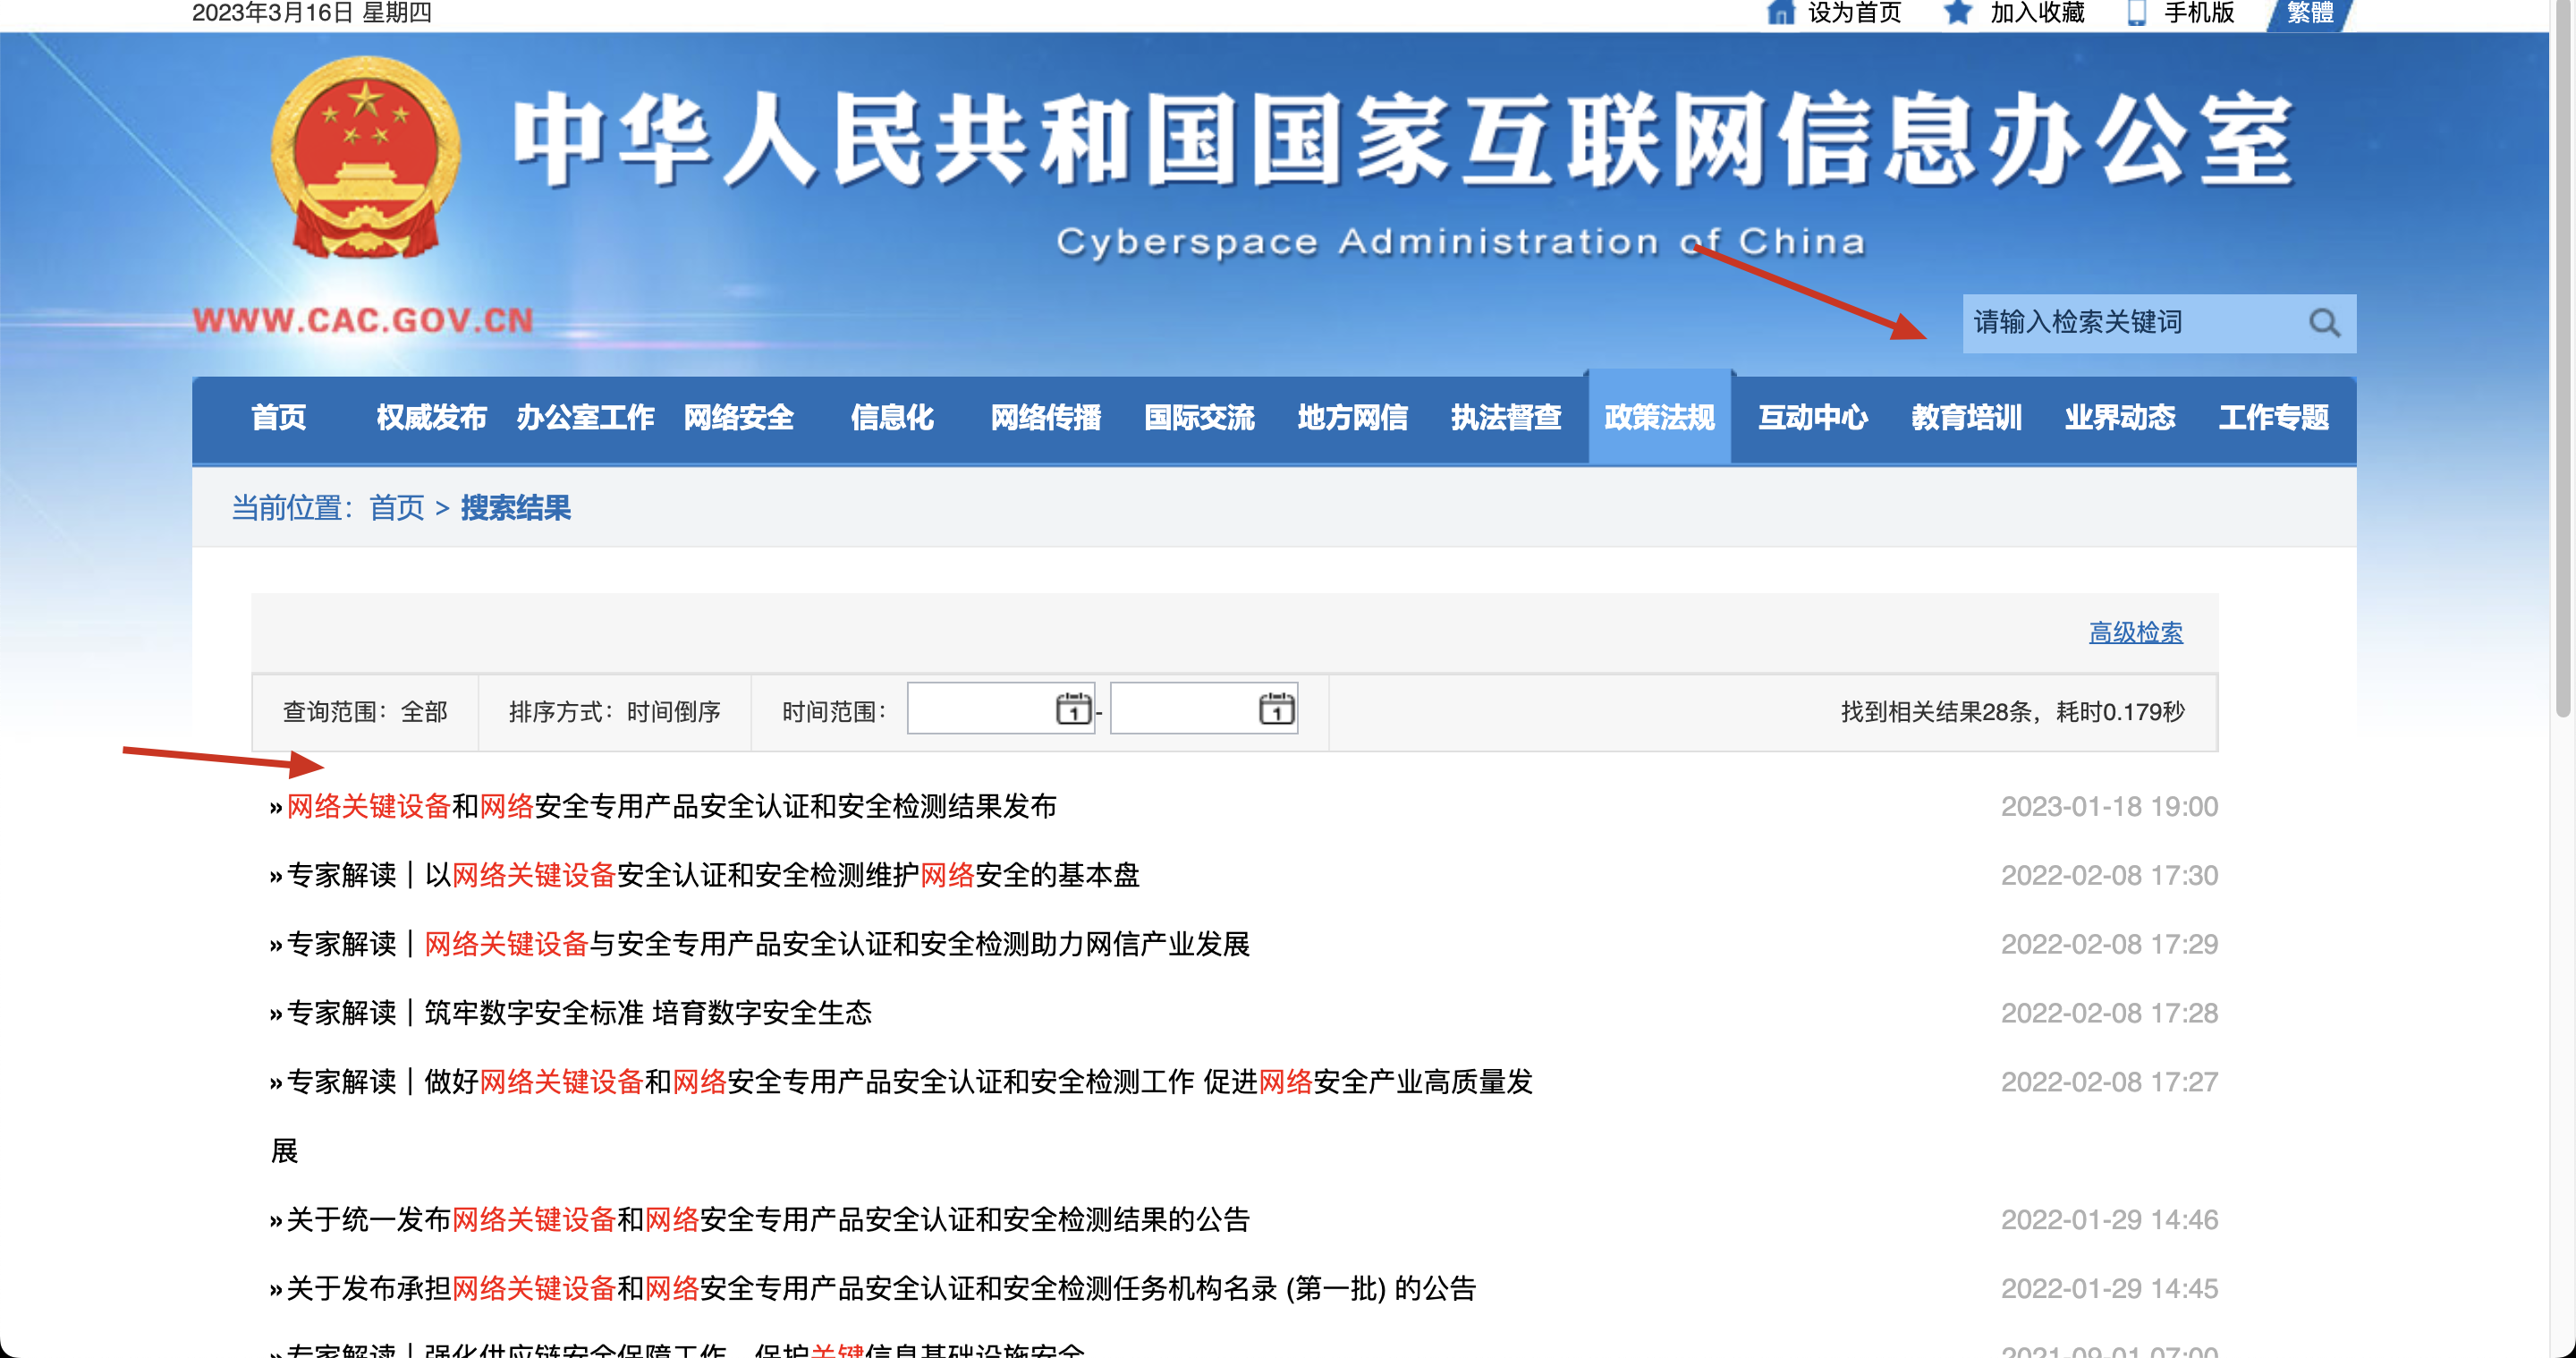 2023年3月16日 星期四
设为首页 加入收藏 手机版 繁體
中华人民共和国国家互联网信息办公室
Cyberspace Administration of China
WWW.CAC.GOV.CN
请输入检索关键词
首页 权威发布 办公室工作 网络安全 信息化 网络传播 国际交流 地方网信 执法督查 政策法规 互动中心 教育培训 业界动态 工作专题
当前位置：首页 > 搜索结果
高级检索
查询范围：全部 排序方式：时间倒序 时间范围： - 找到相关结果28条，耗时0.179秒
»网络关键设备和网络安全专用产品安全认证和安全检测结果发布 2023-01-18 19:00
»专家解读｜以网络关键设备安全认证和安全检测维护网络安全的基本盘 2022-02-08 17:30
»专家解读｜网络关键设备与安全专用产品安全认证和安全检测助力网信产业发展 2022-02-08 17:29
»专家解读｜筑牢数字安全标准 培育数字安全生态 2022-02-08 17:28
»专家解读｜做好网络关键设备和网络安全专用产品安全认证和安全检测工作 促进网络安全产业高质量发 2022-02-08 17:27
展
»关于统一发布网络关键设备和网络安全专用产品安全认证和安全检测结果的公告 2022-01-29 14:46
»关于发布承担网络关键设备和网络安全专用产品安全认证和安全检测任务机构名录 (第一批) 的公告 2022-01-29 14:45
»专家解读｜强化供应链安全保障工作，保护关键信息基础设施安全 2021-09-01 07:00